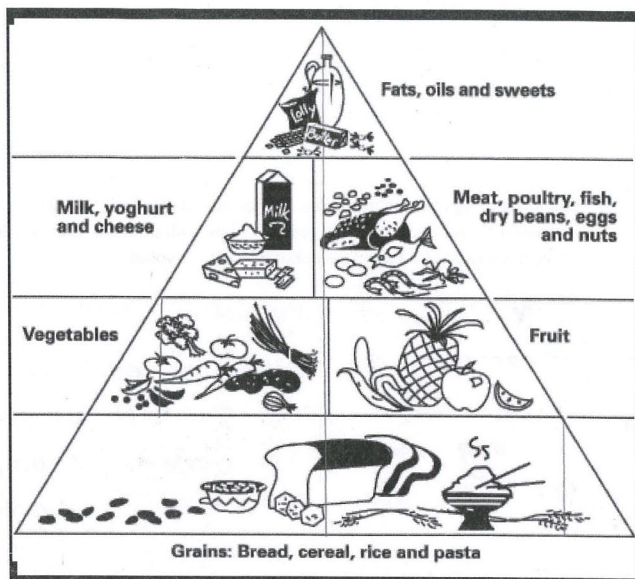 Fats, oils and sweets
Lolly
Butter
Milk, yoghurt
and cheese
Milk
Meat, poultry, fish,
dry beans, eggs
and nuts
Vegetables
Fruit
Grains: Bread, cereal, rice and pasta